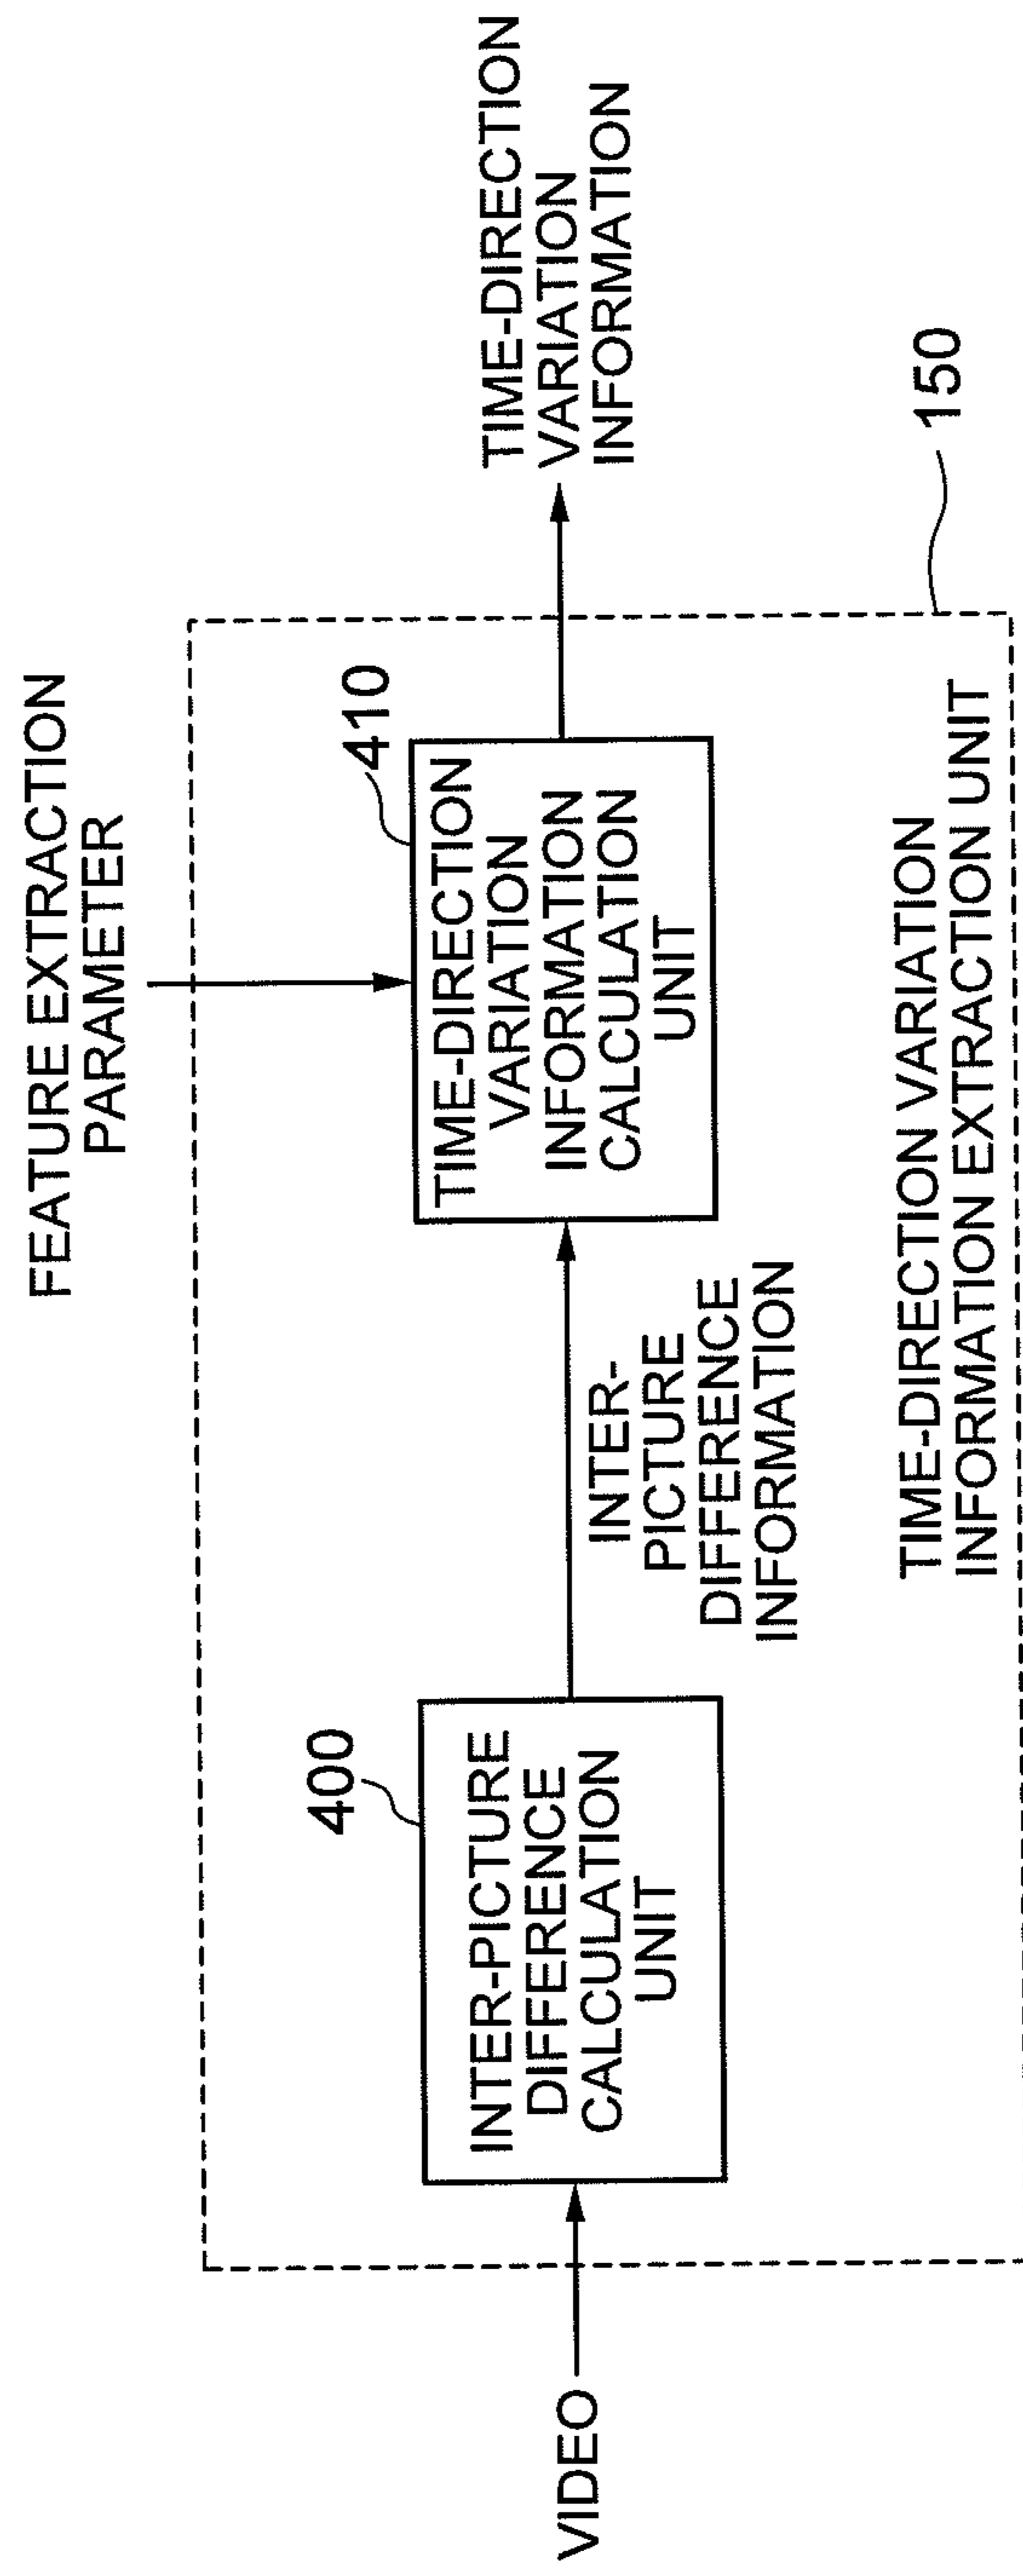 FEATURE EXTRACTION
PARAMETER
410
TIME-DIRECTION
VARIATION
INFORMATION
CALCULATION
UNIT
TIME-DIRECTION
VARIATION
INFORMATION
400
INTER-PICTURE
DIFFERENCE
CALCULATION
UNIT
INTER-
PICTURE
DIFFERENCE
INFORMATION
VIDEO
TIME-DIRECTION VARIATION
INFORMATION EXTRACTION UNIT
150